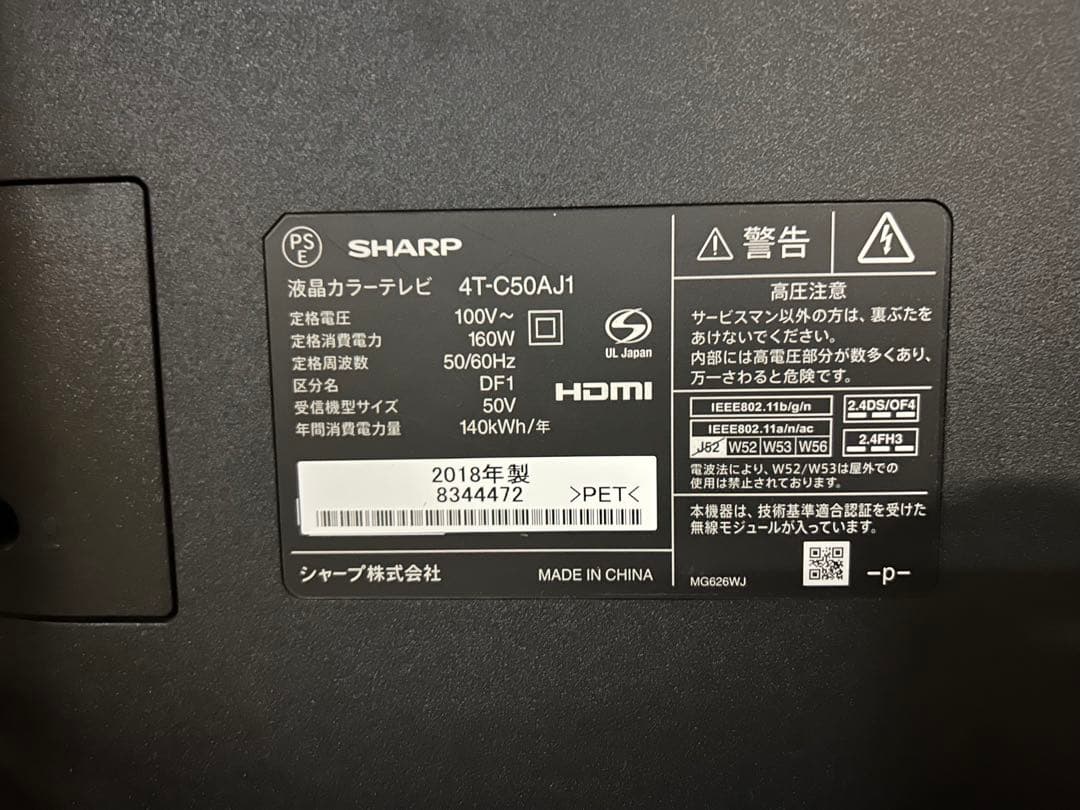 PS E
SHARP
液晶カラーテレビ 4T-C50AJ1
定格電圧 100V～
定格消費電力 160W
定格周波数 50/60Hz
区分名 DF1
受信機型サイズ 50V
年間消費電力量 140kWh/年
UL Japan
HDMI
2018年製
8344472 >PET<
シャープ株式会社 MADE IN CHINA
警告
高圧注意
サービスマン以外の方は、裏ぶたを
あけないでください。
内部には高電圧部分が数多くあり、
万一さわると危険です。
IEEE802.11b/g/n
2.4DS/OF4
IEEE802.11a/n/ac
J52 W52 W53 W56
2.4FH3
電波法により、W52/W53は屋外での
使用は禁止されております。
本機器は、技術基準適合認証を受けた
無線モジュールが入っています。
MG626WJ
-p-